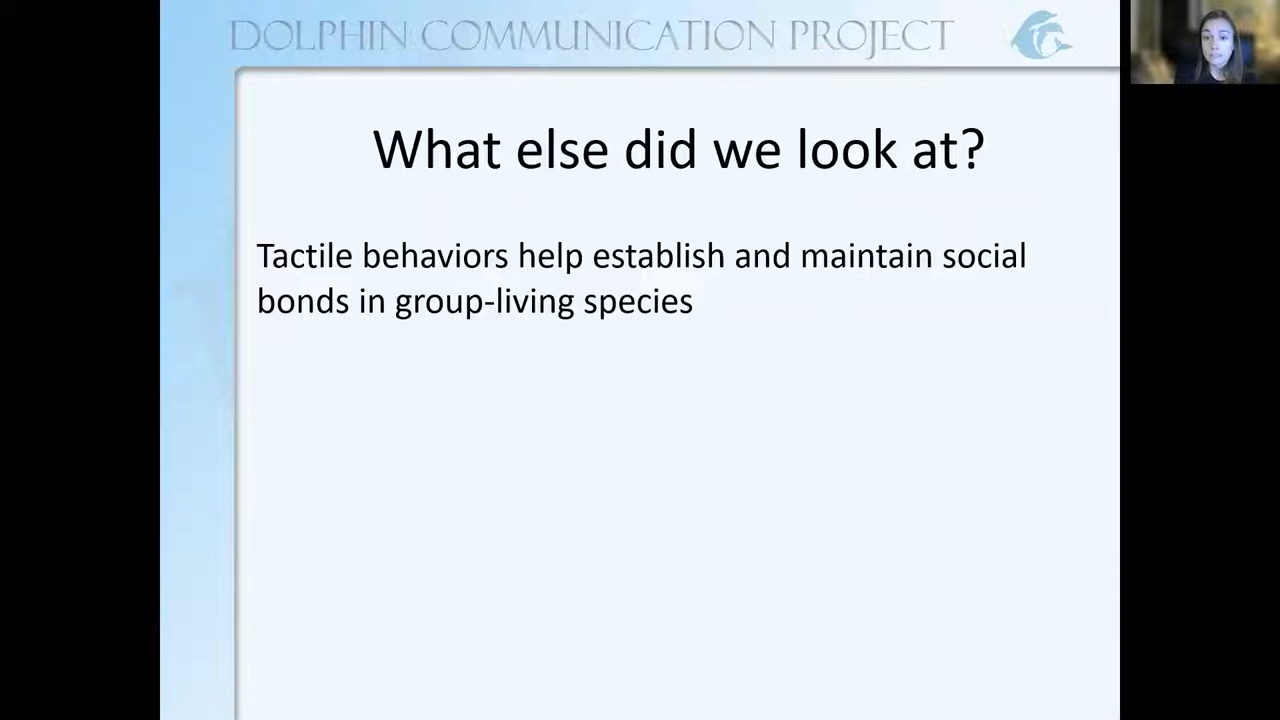 DOLPHIN COMMUNICATION PROJECT
What else did we look at?
Tactile behaviors help establish and maintain social
bonds in group-living species